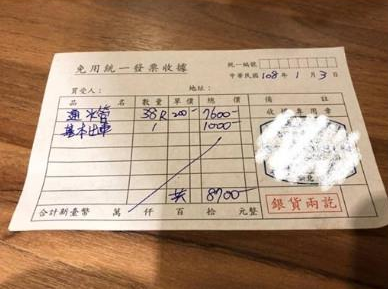 免用統一發票收據
統一編號
中華民國 108 年 1 月 3 日
買受人： 地址：
品名 數量 單價 總價 備註
通水管 38R 200- 7600- 收據專用章
基本出車 1 1000-
共 8700-
合計新臺幣 萬 仟 百 拾 元整 銀貨兩訖